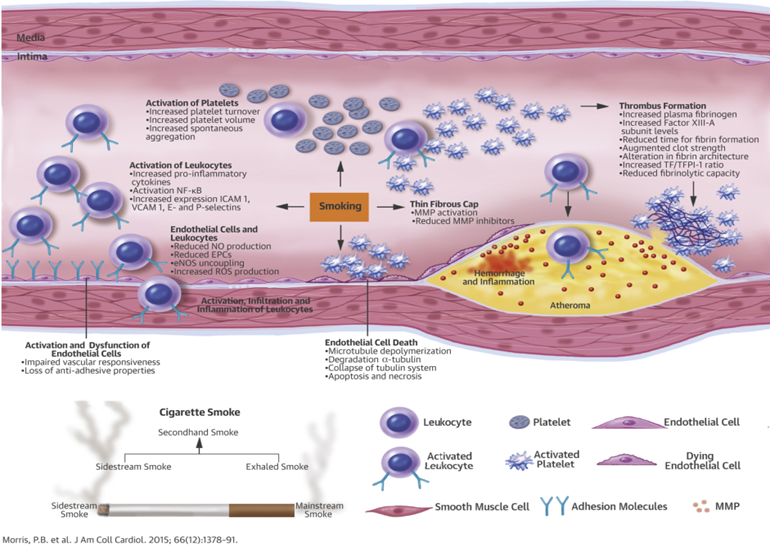 Media
Intima
Activation of Platelets
•Increased platelet turnover
•Increased platelet volume
•Increased spontaneous
aggregation
Thrombus Formation
•Increased plasma fibrinogen
•Increased Factor XIII-A
subunit levels
•Reduced time for fibrin formation
•Augmented clot strength
•Alteration in fibrin architecture
•Increased TF/TFPI-1 ratio
•Reduced fibrinolytic capacity
Activation of Leukocytes
•Increased pro-inflammatory
cytokines
•Activation NF-κB
•Increased expression ICAM 1,
VCAM 1, E- and P-selectins
Smoking
Thin Fibrous Cap
•MMP activation
•Reduced MMP inhibitors
Endothelial Cells and
Leukocytes
•Reduced NO production
•Reduced EPCs
•eNOS uncoupling
•Increased ROS production
Hemorrhage
and Inflammation
Atheroma
Activation, Infiltration and
Inflammation of Leukocytes
Activation and Dysfunction of
Endothelial Cells
•Impaired vascular responsiveness
•Loss of anti-adhesive properties
Endothelial Cell Death
•Microtubule depolymerization
•Degradation α-tubulin
•Collapse of tubulin system
•Apoptosis and necrosis
Cigarette Smoke
Secondhand Smoke
Sidestream Smoke
Exhaled Smoke
Sidestream
Smoke
Mainstream
Smoke
Leukocyte
Platelet
Endothelial Cell
Activated
Leukocyte
Activated
Platelet
Dying
Endothelial Cell
Smooth Muscle Cell
Adhesion Molecules
MMP
Morris, P.B. et al. J Am Coll Cardiol. 2015; 66(12):1378–91.